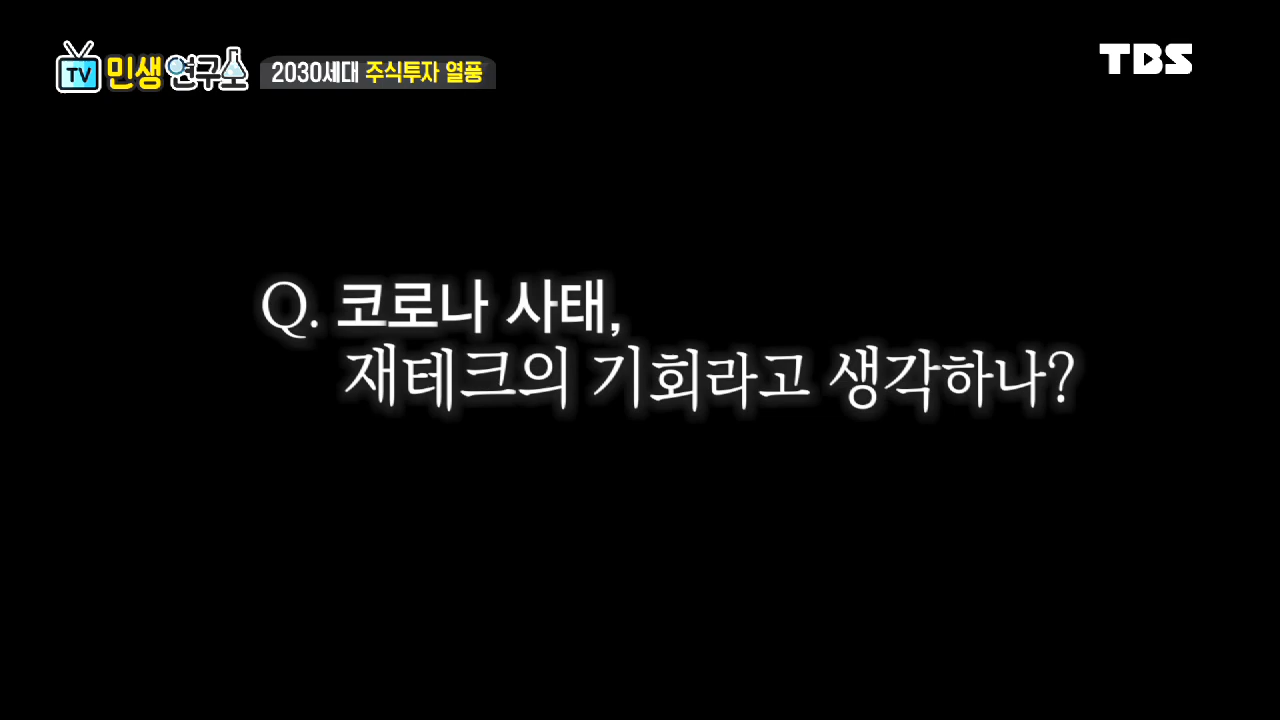 TV 민생연구소 2030세대 주식투자 열풍
TBS
Q. 코로나 사태,
재테크의 기회라고 생각하나?